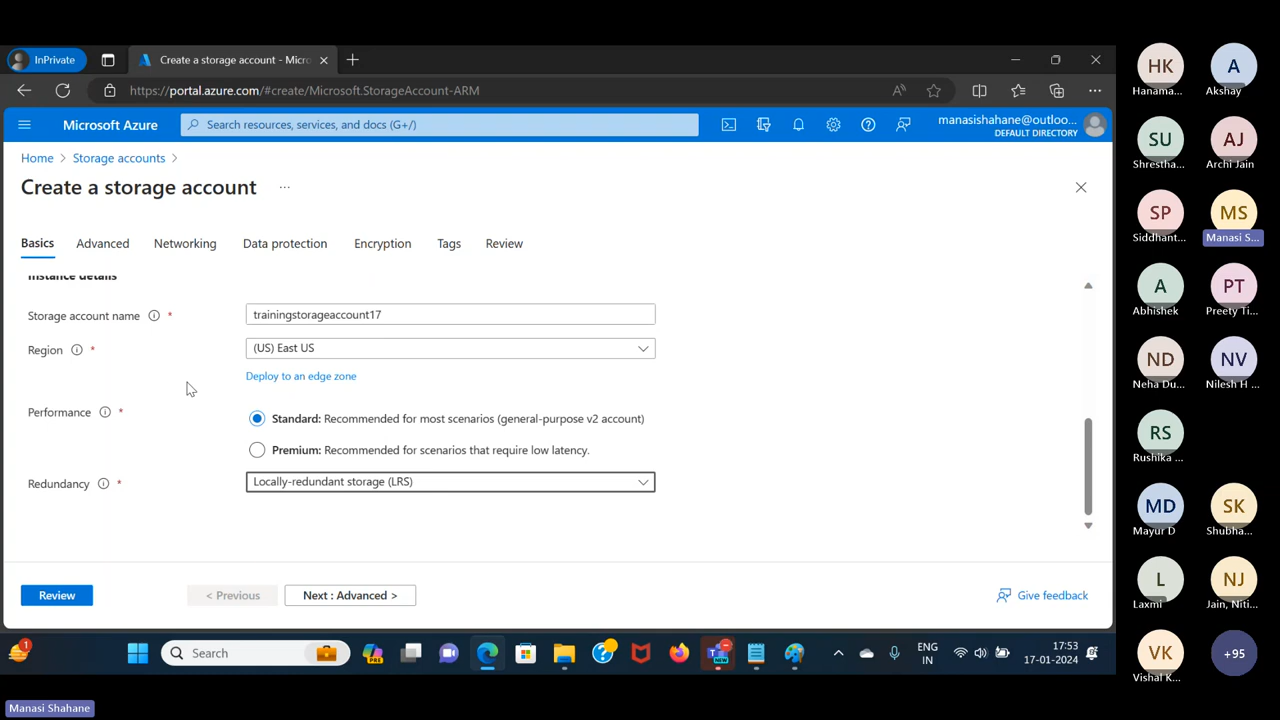 InPrivate
Create a storage account - Micro
https://portal.azure.com/#create/Microsoft.StorageAccount-ARM
Microsoft Azure
Search resources, services, and docs (G+/)
manasishahane@outloo...
DEFAULT DIRECTORY
Home > Storage accounts >
Create a storage account ...
Basics Advanced Networking Data protection Encryption Tags Review
Instance details
Storage account name *
trainingstorageaccount17
Region *
(US) East US
Deploy to an edge zone
Performance *
Standard: Recommended for most scenarios (general-purpose v2 account)
Premium: Recommended for scenarios that require low latency.
Redundancy *
Locally-redundant storage (LRS)
Review
< Previous
Next : Advanced >
Give feedback
1
Search
PRE
NEW
ENG
IN
17:53
17-01-2024
Manasi Shahane
HK
Hanama...
A
Akshay
SU
Shrestha...
AJ
Archi Jain
SP
Siddhant...
MS
Manasi S...
A
Abhishek
PT
Preety Ti...
ND
Neha Du...
NV
Nilesh H ...
RS
Rushika ...
MD
Mayur D
SK
Shubha...
L
Laxmi
NJ
Jain, Niti...
VK
Vishal K...
+95